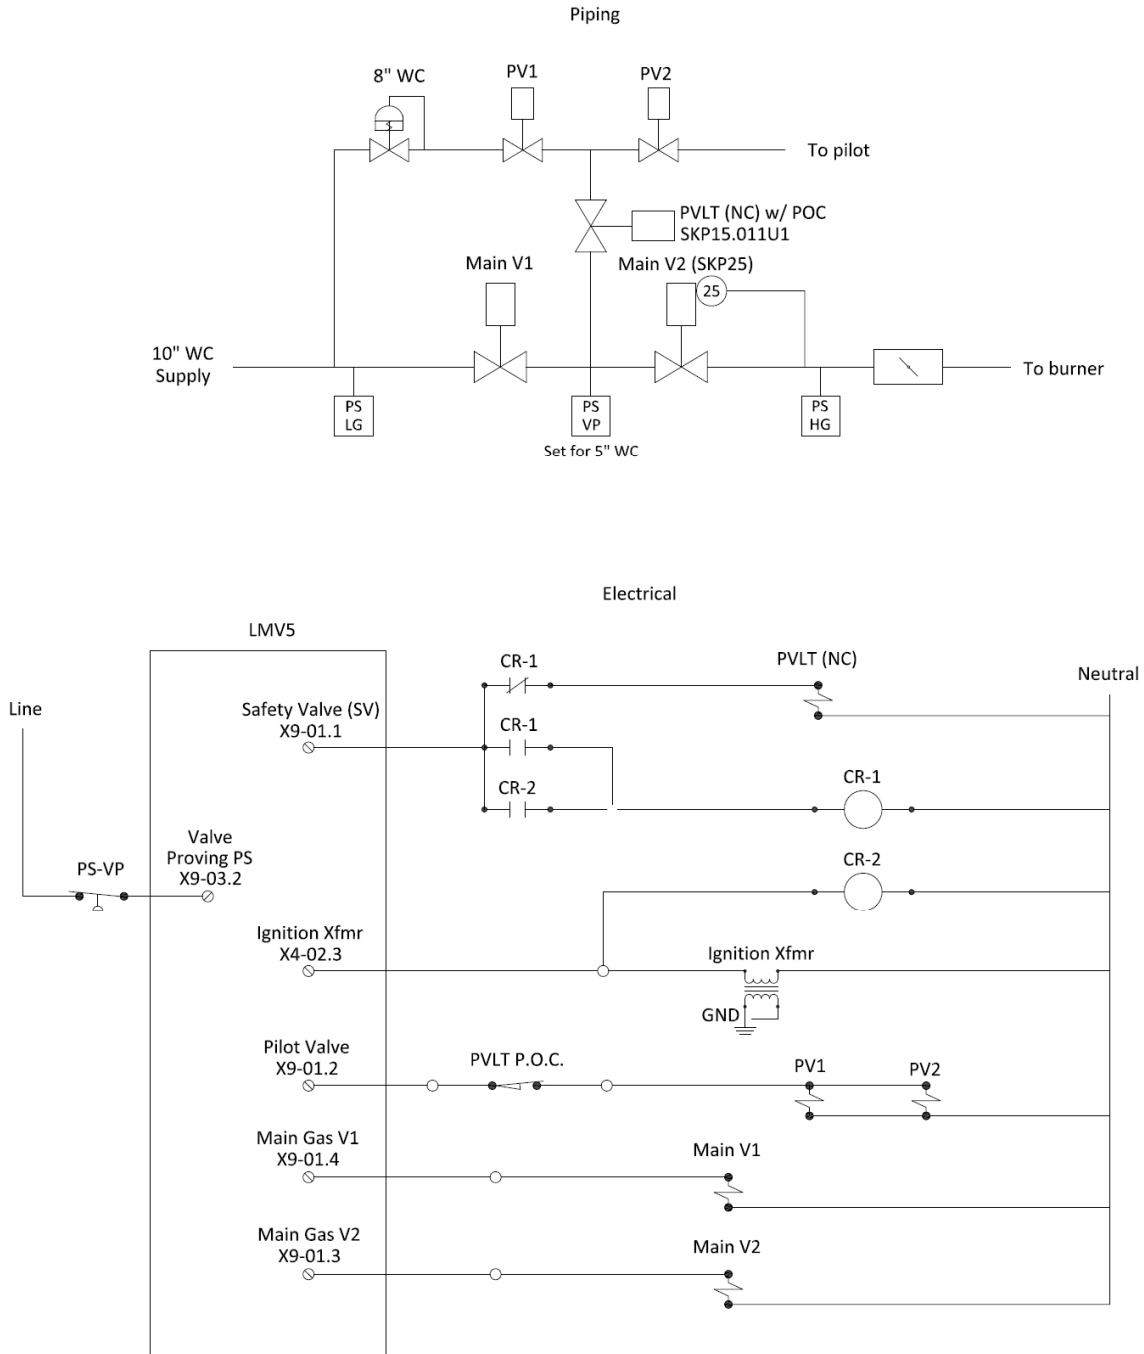 Piping
8" WC
PV1
PV2
To pilot
PVLT (NC) w/ POC
SKP15.011U1
Main V1
Main V2 (SKP25)
25
10" WC
Supply
To burner
PS
LG
PS
VP
PS
HG
Set for 5" WC
Electrical
LMV5
CR-1
PVLT (NC)
Neutral
Line
Safety Valve (SV)
X9-01.1
CR-1
CR-2
CR-1
Valve
Proving PS
X9-03.2
PS-VP
CR-2
Ignition Xfmr
X4-02.3
Ignition Xfmr
GND
Pilot Valve
X9-01.2
PVLT P.O.C.
PV1
PV2
Main Gas V1
X9-01.4
Main V1
Main Gas V2
X9-01.3
Main V2